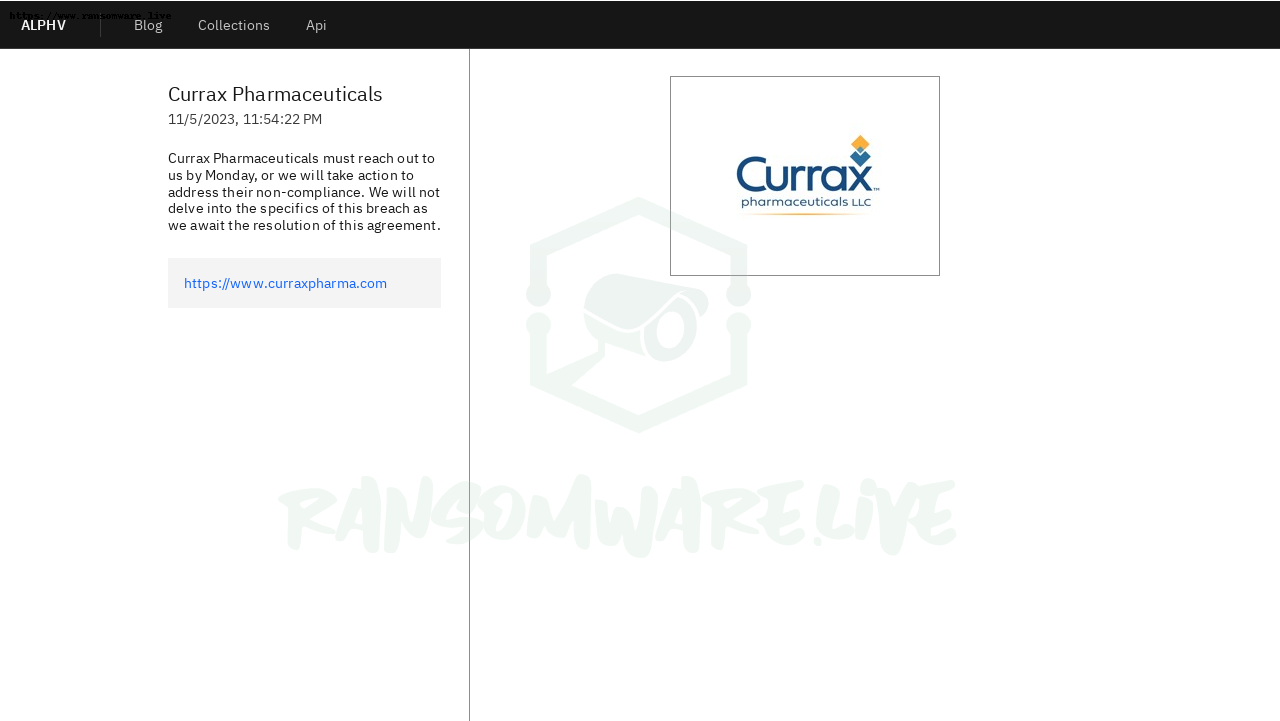 https://www.ransomware.live
ALPHV Blog Collections Api
Currax Pharmaceuticals
11/5/2023, 11:54:22 PM
Currax Pharmaceuticals must reach out to
us by Monday, or we will take action to
address their non-compliance. We will not
delve into the specifics of this breach as
we await the resolution of this agreement.
https://www.curraxpharma.com
Currax™
pharmaceuticals LLC
RANSOMWARE.LIVE